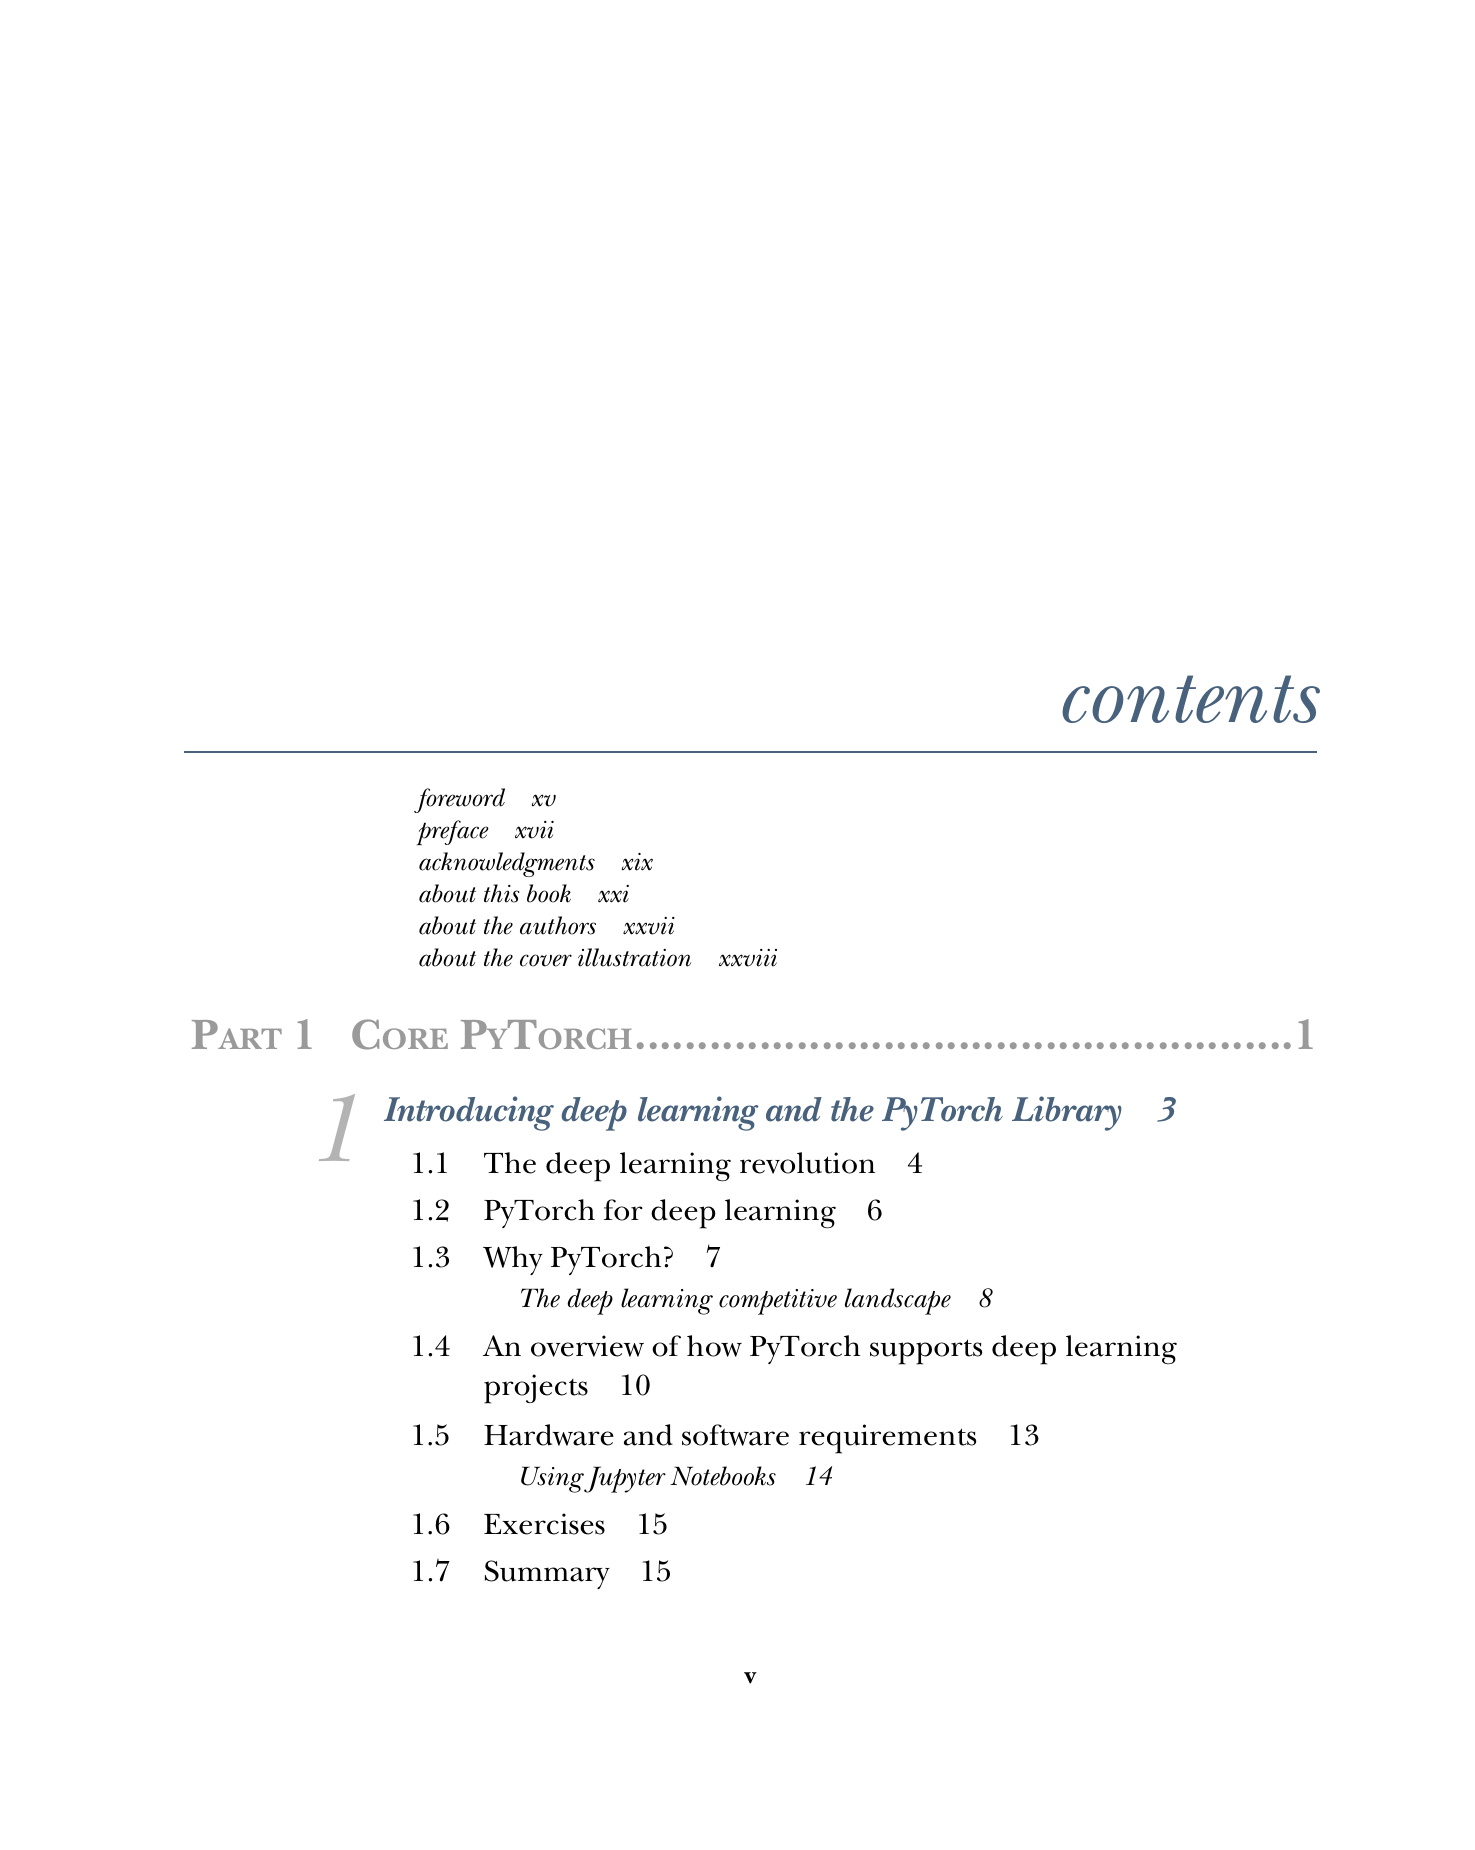 contents
foreword xv
preface xvii
acknowledgments xix
about this book xxi
about the authors xxvii
about the cover illustration xxviii
PART 1 CORE PYTORCH.....................................................1
1 Introducing deep learning and the PyTorch Library 3
1.1 The deep learning revolution 4
1.2 PyTorch for deep learning 6
1.3 Why PyTorch? 7
The deep learning competitive landscape 8
1.4 An overview of how PyTorch supports deep learning
projects 10
1.5 Hardware and software requirements 13
Using Jupyter Notebooks 14
1.6 Exercises 15
1.7 Summary 15
v